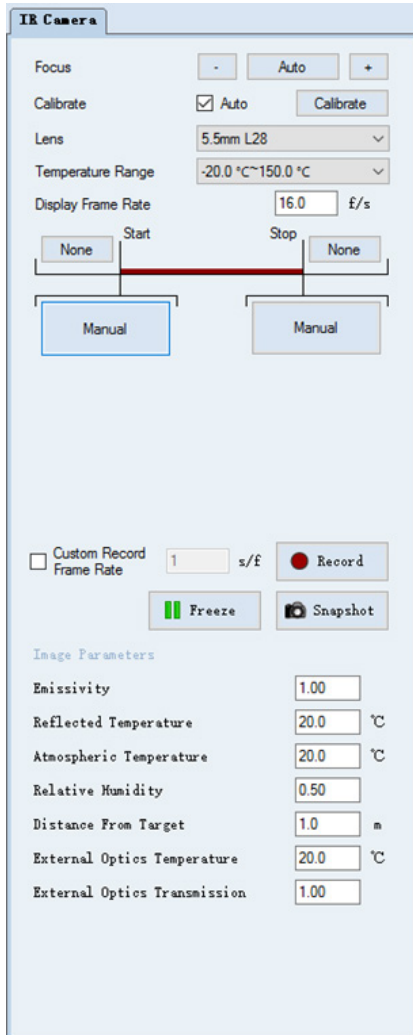 IR Camera
Focus - Auto +
Calibrate Auto Calibrate
Lens 5.5mm L28
Temperature Range -20.0 °C~150.0 °C
Display Frame Rate 16.0 f/s
Start Stop
None None
Manual Manual
Custom Record
Frame Rate 1 s/f Record
Freeze Snapshot
Image Parameters
Emissivity 1.00
Reflected Temperature 20.0 ℃
Atmospheric Temperature 20.0 ℃
Relative Humidity 0.50
Distance From Target 1.0 m
External Optics Temperature 20.0 ℃
External Optics Transmission 1.00